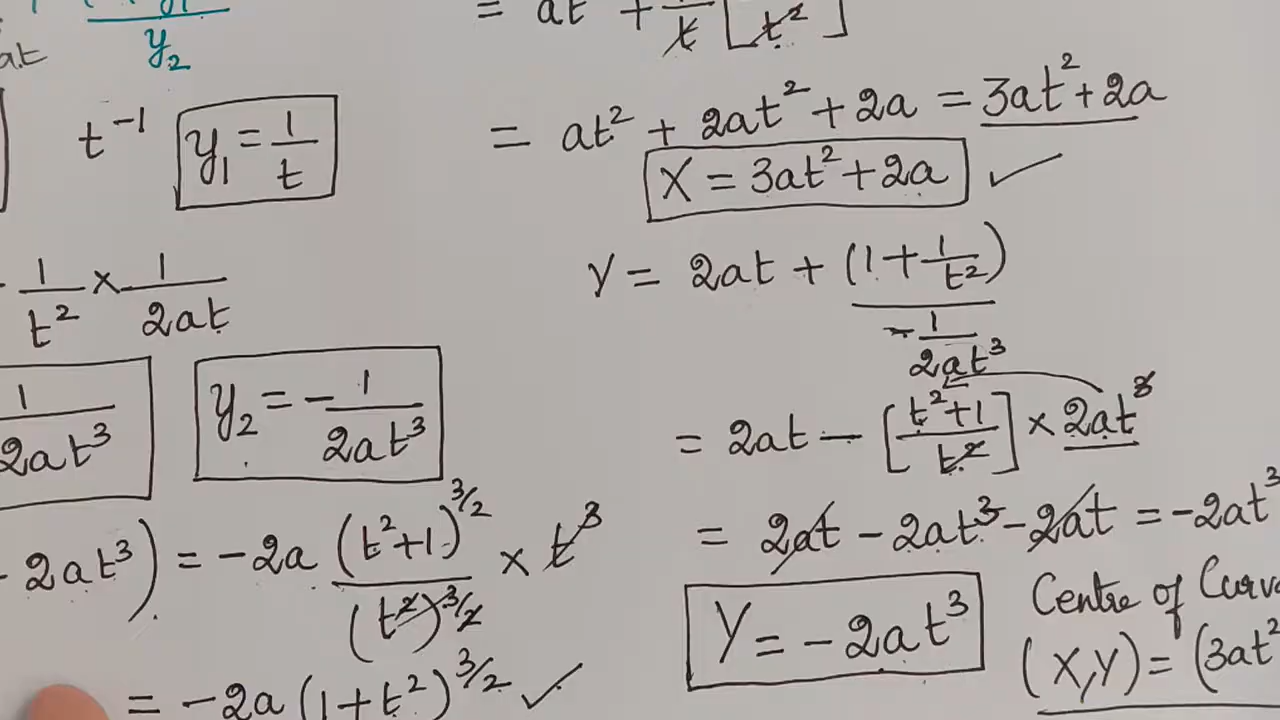 y₂
at
t⁻¹ y₁ = 1/t
1/t² × 1/2at
1/2at³ y₂ = -1/2at³
2at³) = -2a (t²+1)^3/2 / (t²)^3/2 × t³
= -2a (1+t²)^3/2 ✓
= at² + 2at² + 2a = 3at² + 2a
X = 3at² + 2a ✓
Y = 2at + (1 + 1/t²) / -1/2at³
= 2at - [t²+1/t²] × 2at³
= 2at - 2at³ - 2at = -2at³
Y = -2at³
Centre of
(X,Y) = (3at²